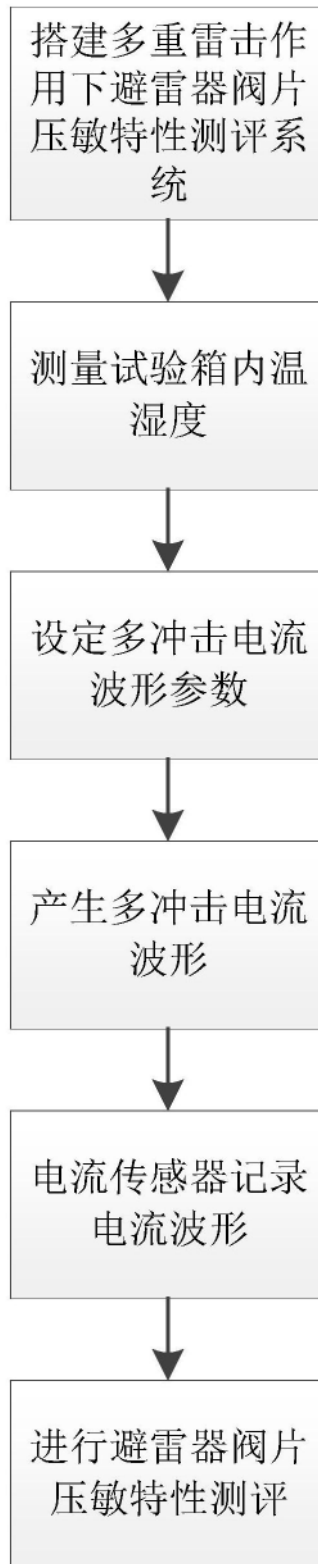 搭建多重雷击作
用下避雷器阀片
压敏特性测评系
统
测量试验箱内温
湿度
设定多冲击电流
波形参数
产生多冲击电流
波形
电流传感器记录
电流波形
进行避雷器阀片
压敏特性测评